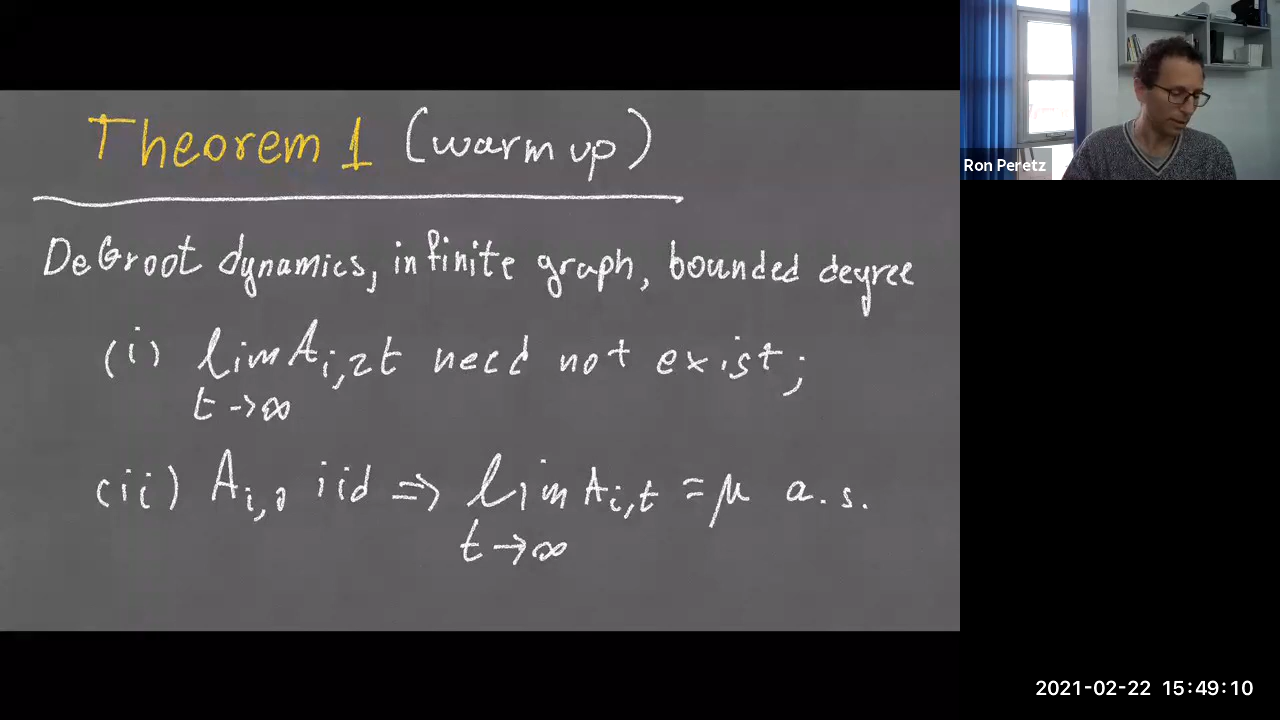 Theorem 1 (warm up)
DeGroot dynamics, infinite graph, bounded degree
(i) lim A_{i,2t} need not exist;
t→∞
(ii) A_{i,0} iid ⇒ lim A_{i,t} = μ a.s.
t→∞
Ron Peretz
2021-02-22 15:49:10